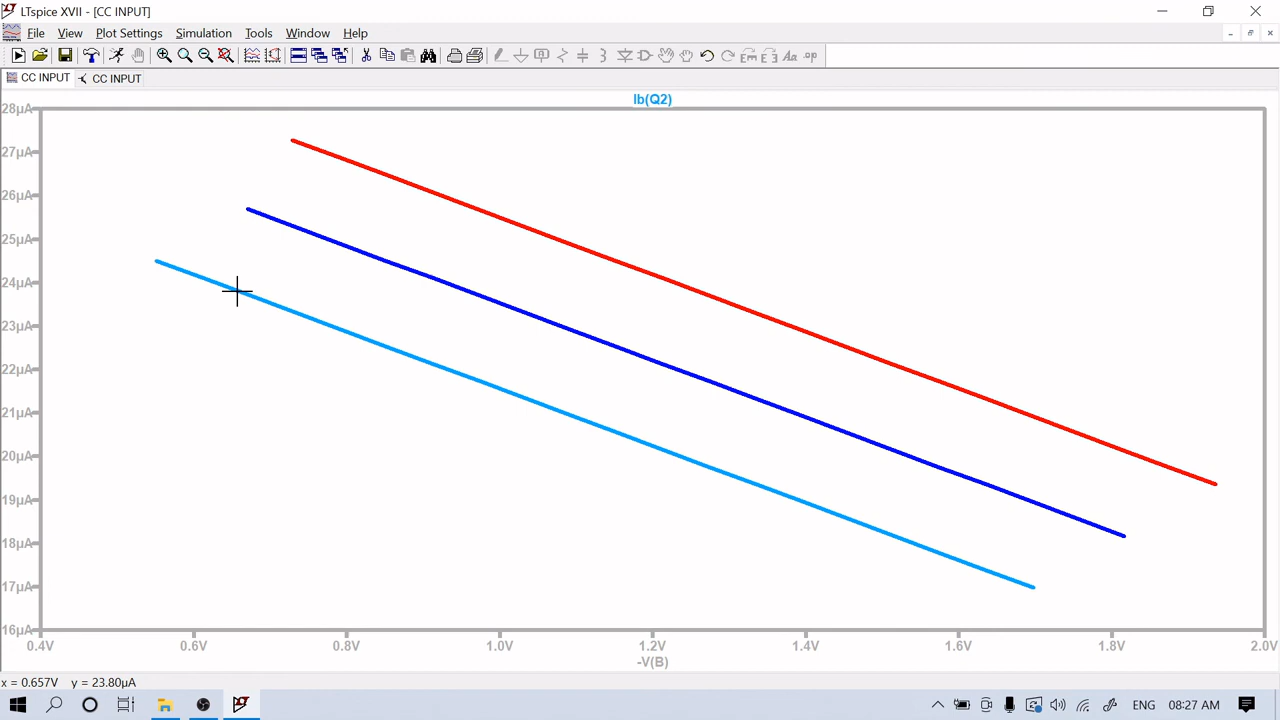 LTspice XVII - [CC INPUT]
File View Plot Settings Simulation Tools Window Help
CC INPUT CC INPUT
Ib(Q2)
28µA
27µA
26µA
25µA
24µA
23µA
22µA
21µA
20µA
19µA
18µA
17µA
16µA
0.4V 0.6V 0.8V 1.0V 1.2V 1.4V 1.6V 1.8V 2.0V
-V(B)
x = 0.657V y = 23.80µA
ENG 08:27 AM